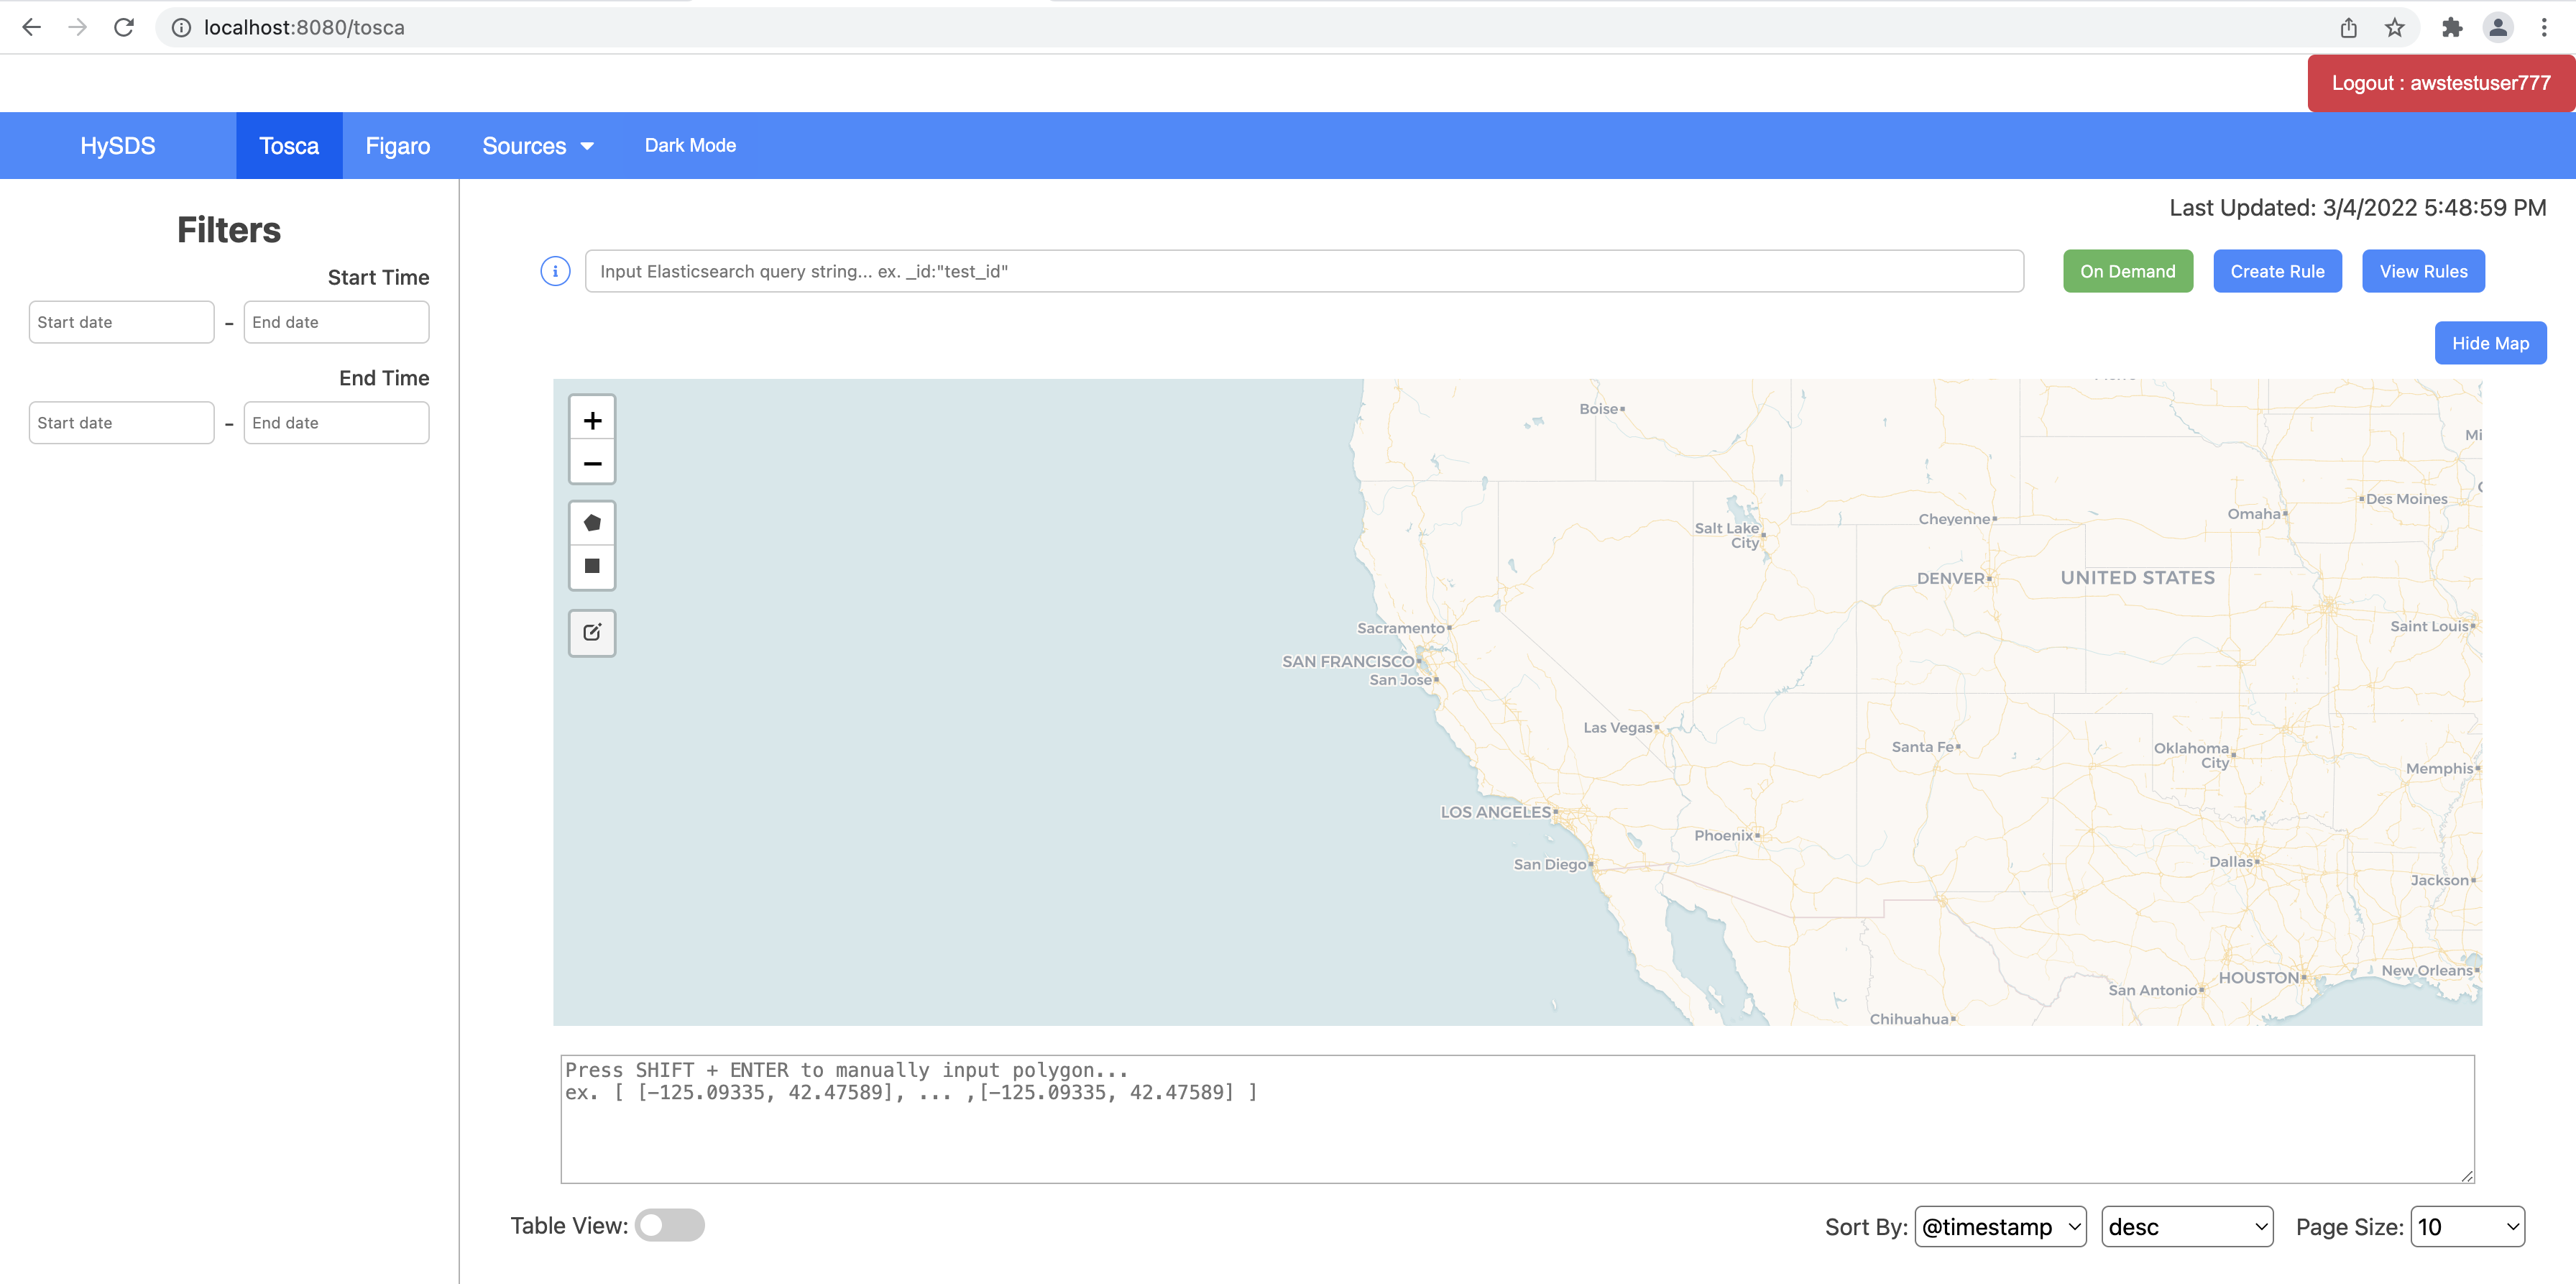 localhost:8080/tosca
Logout : awstestuser777
HySDS Tosca Figaro Sources Dark Mode
Filters
Start Time
Start date - End date
End Time
Start date - End date
Last Updated: 3/4/2022 5:48:59 PM
i Input Elasticsearch query string... ex. _id:"test_id" On Demand Create Rule View Rules
Hide Map
+
−
Boise
Mi
Des Moines
Omaha
Cheyenne
Salt Lake
City
DENVER
UNITED STATES
Saint Louis
Sacramento
SAN FRANCISCO
San Jose
Las Vegas
Santa Fe
Oklahoma
City
Memphis
LOS ANGELES
Phoenix
San Diego
Dallas
Jackson
HOUSTON
New Orleans
San Antonio
Chihuahua
Press SHIFT + ENTER to manually input polygon...
ex. [ [-125.09335, 42.47589], ... ,[-125.09335, 42.47589] ]
Table View: Sort By: @timestamp desc Page Size: 10